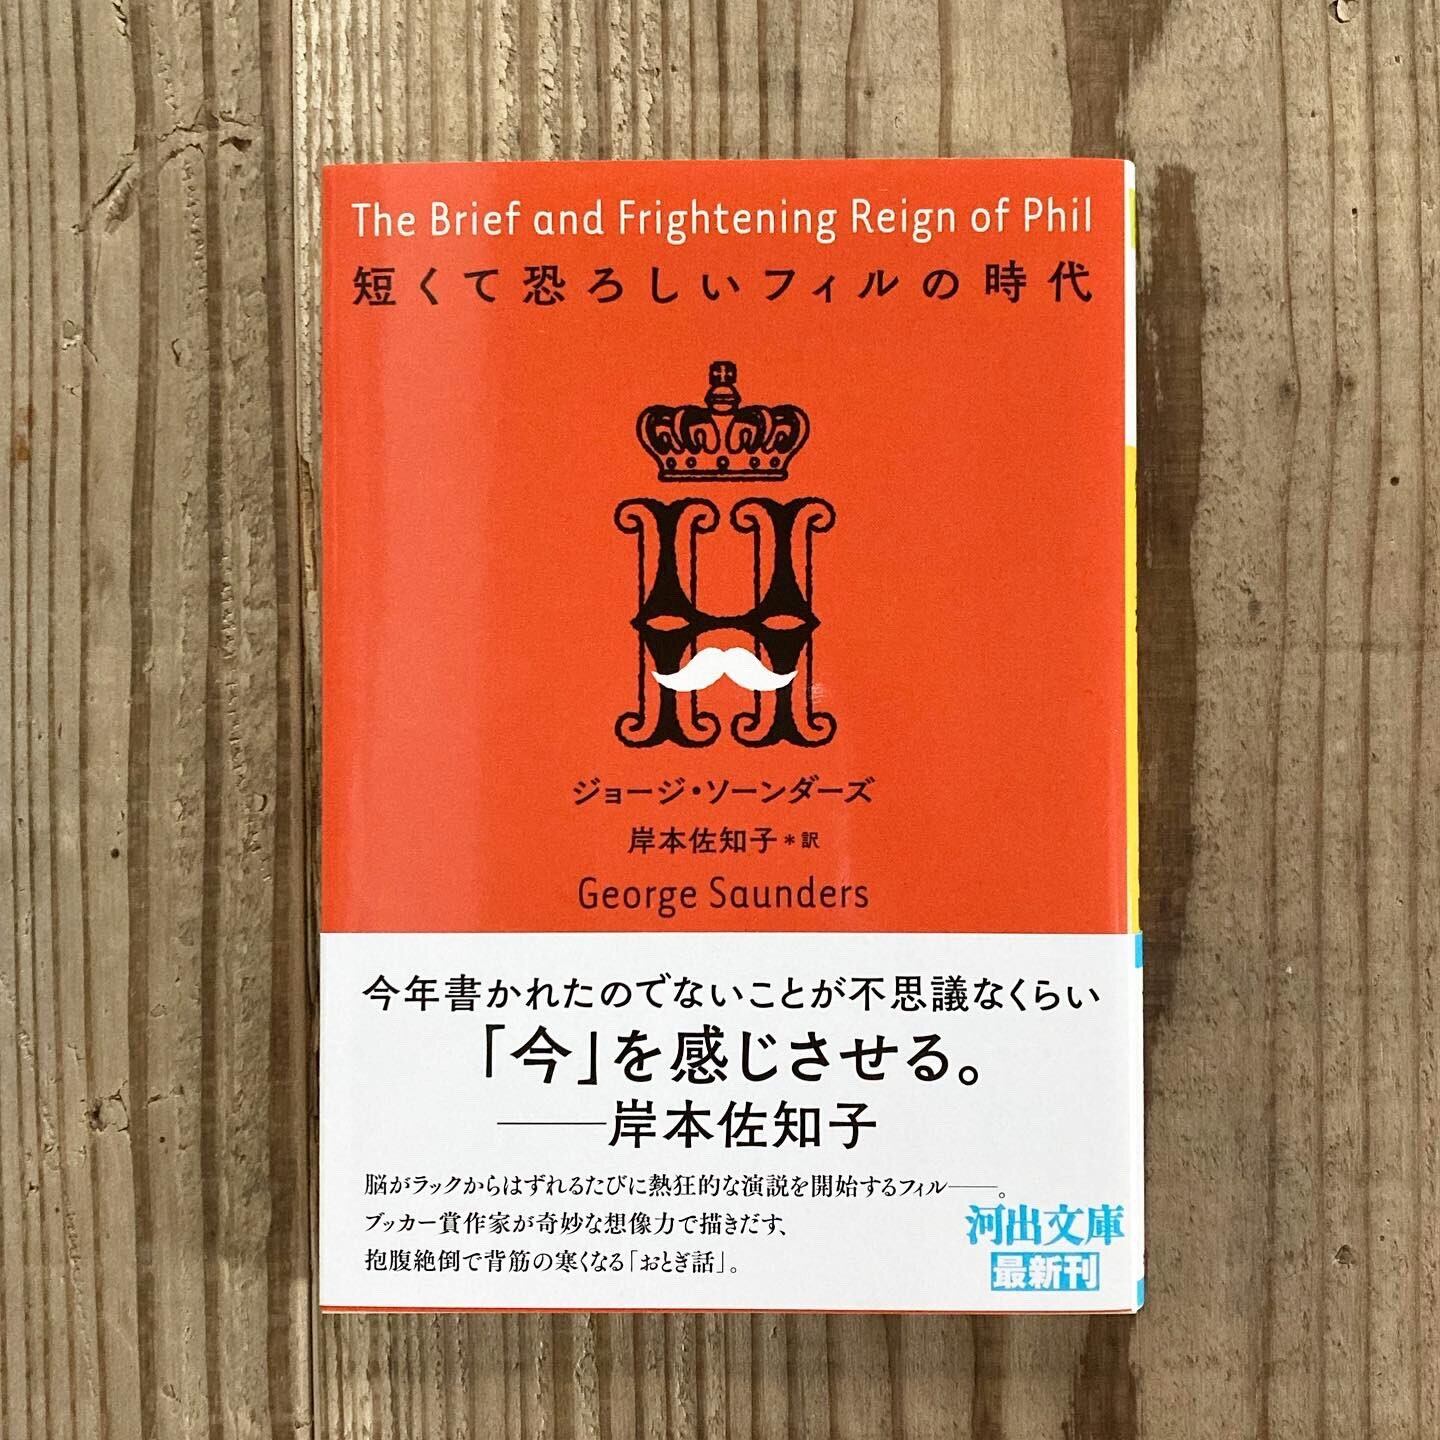 The Brief and Frightening Reign of Phil
短くて恐ろしいフィルの時代
H
ジョージ・ソーンダーズ
岸本佐知子*訳
George Saunders
今年書かれたのでないことが不思議なくらい
「今」を感じさせる。
――岸本佐知子
脳がラックからはずれるたびに熱狂的な演説を開始するフィル――。
ブッカー賞作家が奇妙な想像力で描きだす、
抱腹絶倒で背筋の寒くなる「おとぎ話」。
河出文庫
最新刊